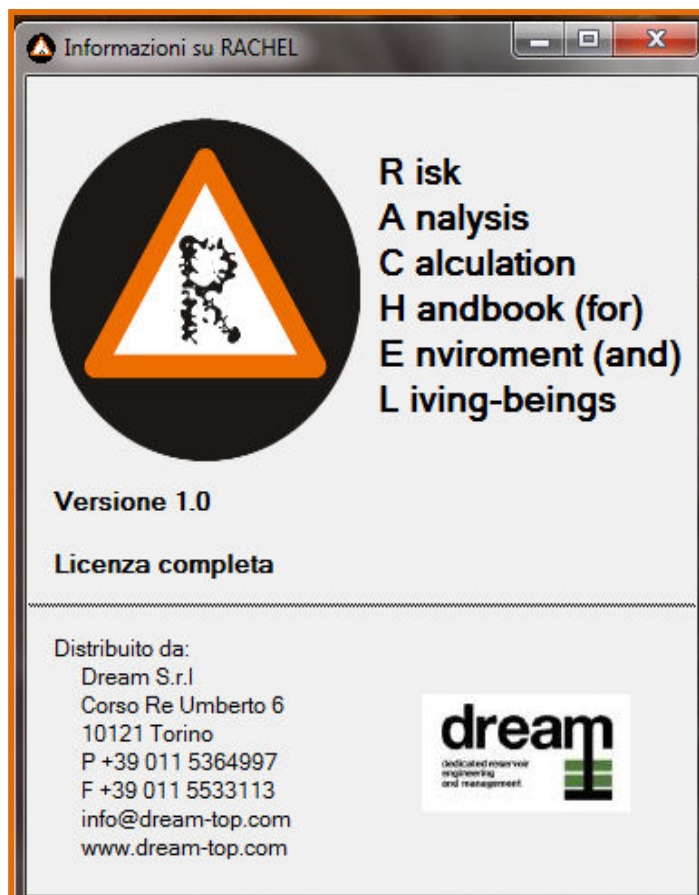 Informazioni su RACHEL
R
R isk
A nalysis
C alculation
H andbook (for)
E nviroment (and)
L iving-beings
Versione 1.0
Licenza completa
Distribuito da:
Dream S.r.l
Corso Re Umberto 6
10121 Torino
P +39 011 5364997
F +39 011 5533113
info@dream-top.com
www.dream-top.com
dream
dedicated reservoir
engineering
and management